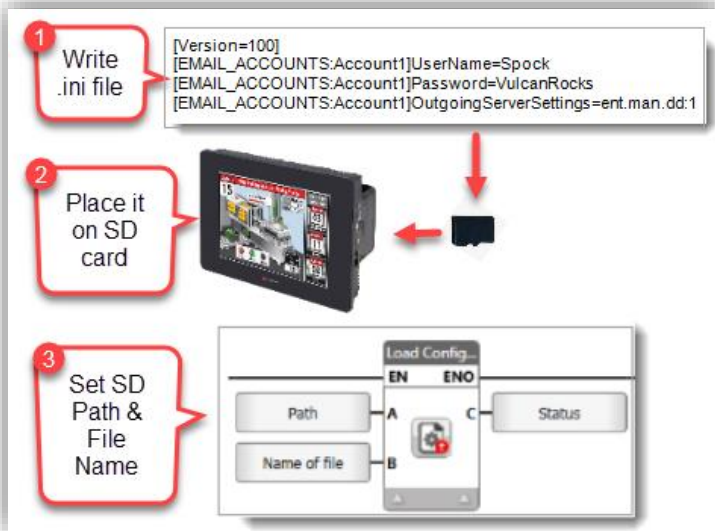 1
Write
.ini file
[Version=100]
[EMAIL_ACCOUNTS:Account1]UserName=Spock
[EMAIL_ACCOUNTS:Account1]Password=VulcanRocks
[EMAIL_ACCOUNTS:Account1]OutgoingServerSettings=ent.man.dd:1
2
Place it
on SD
card
15
3
Set SD
Path &
File
Name
Load Config...
EN ENO
Path A C Status
Name of file B